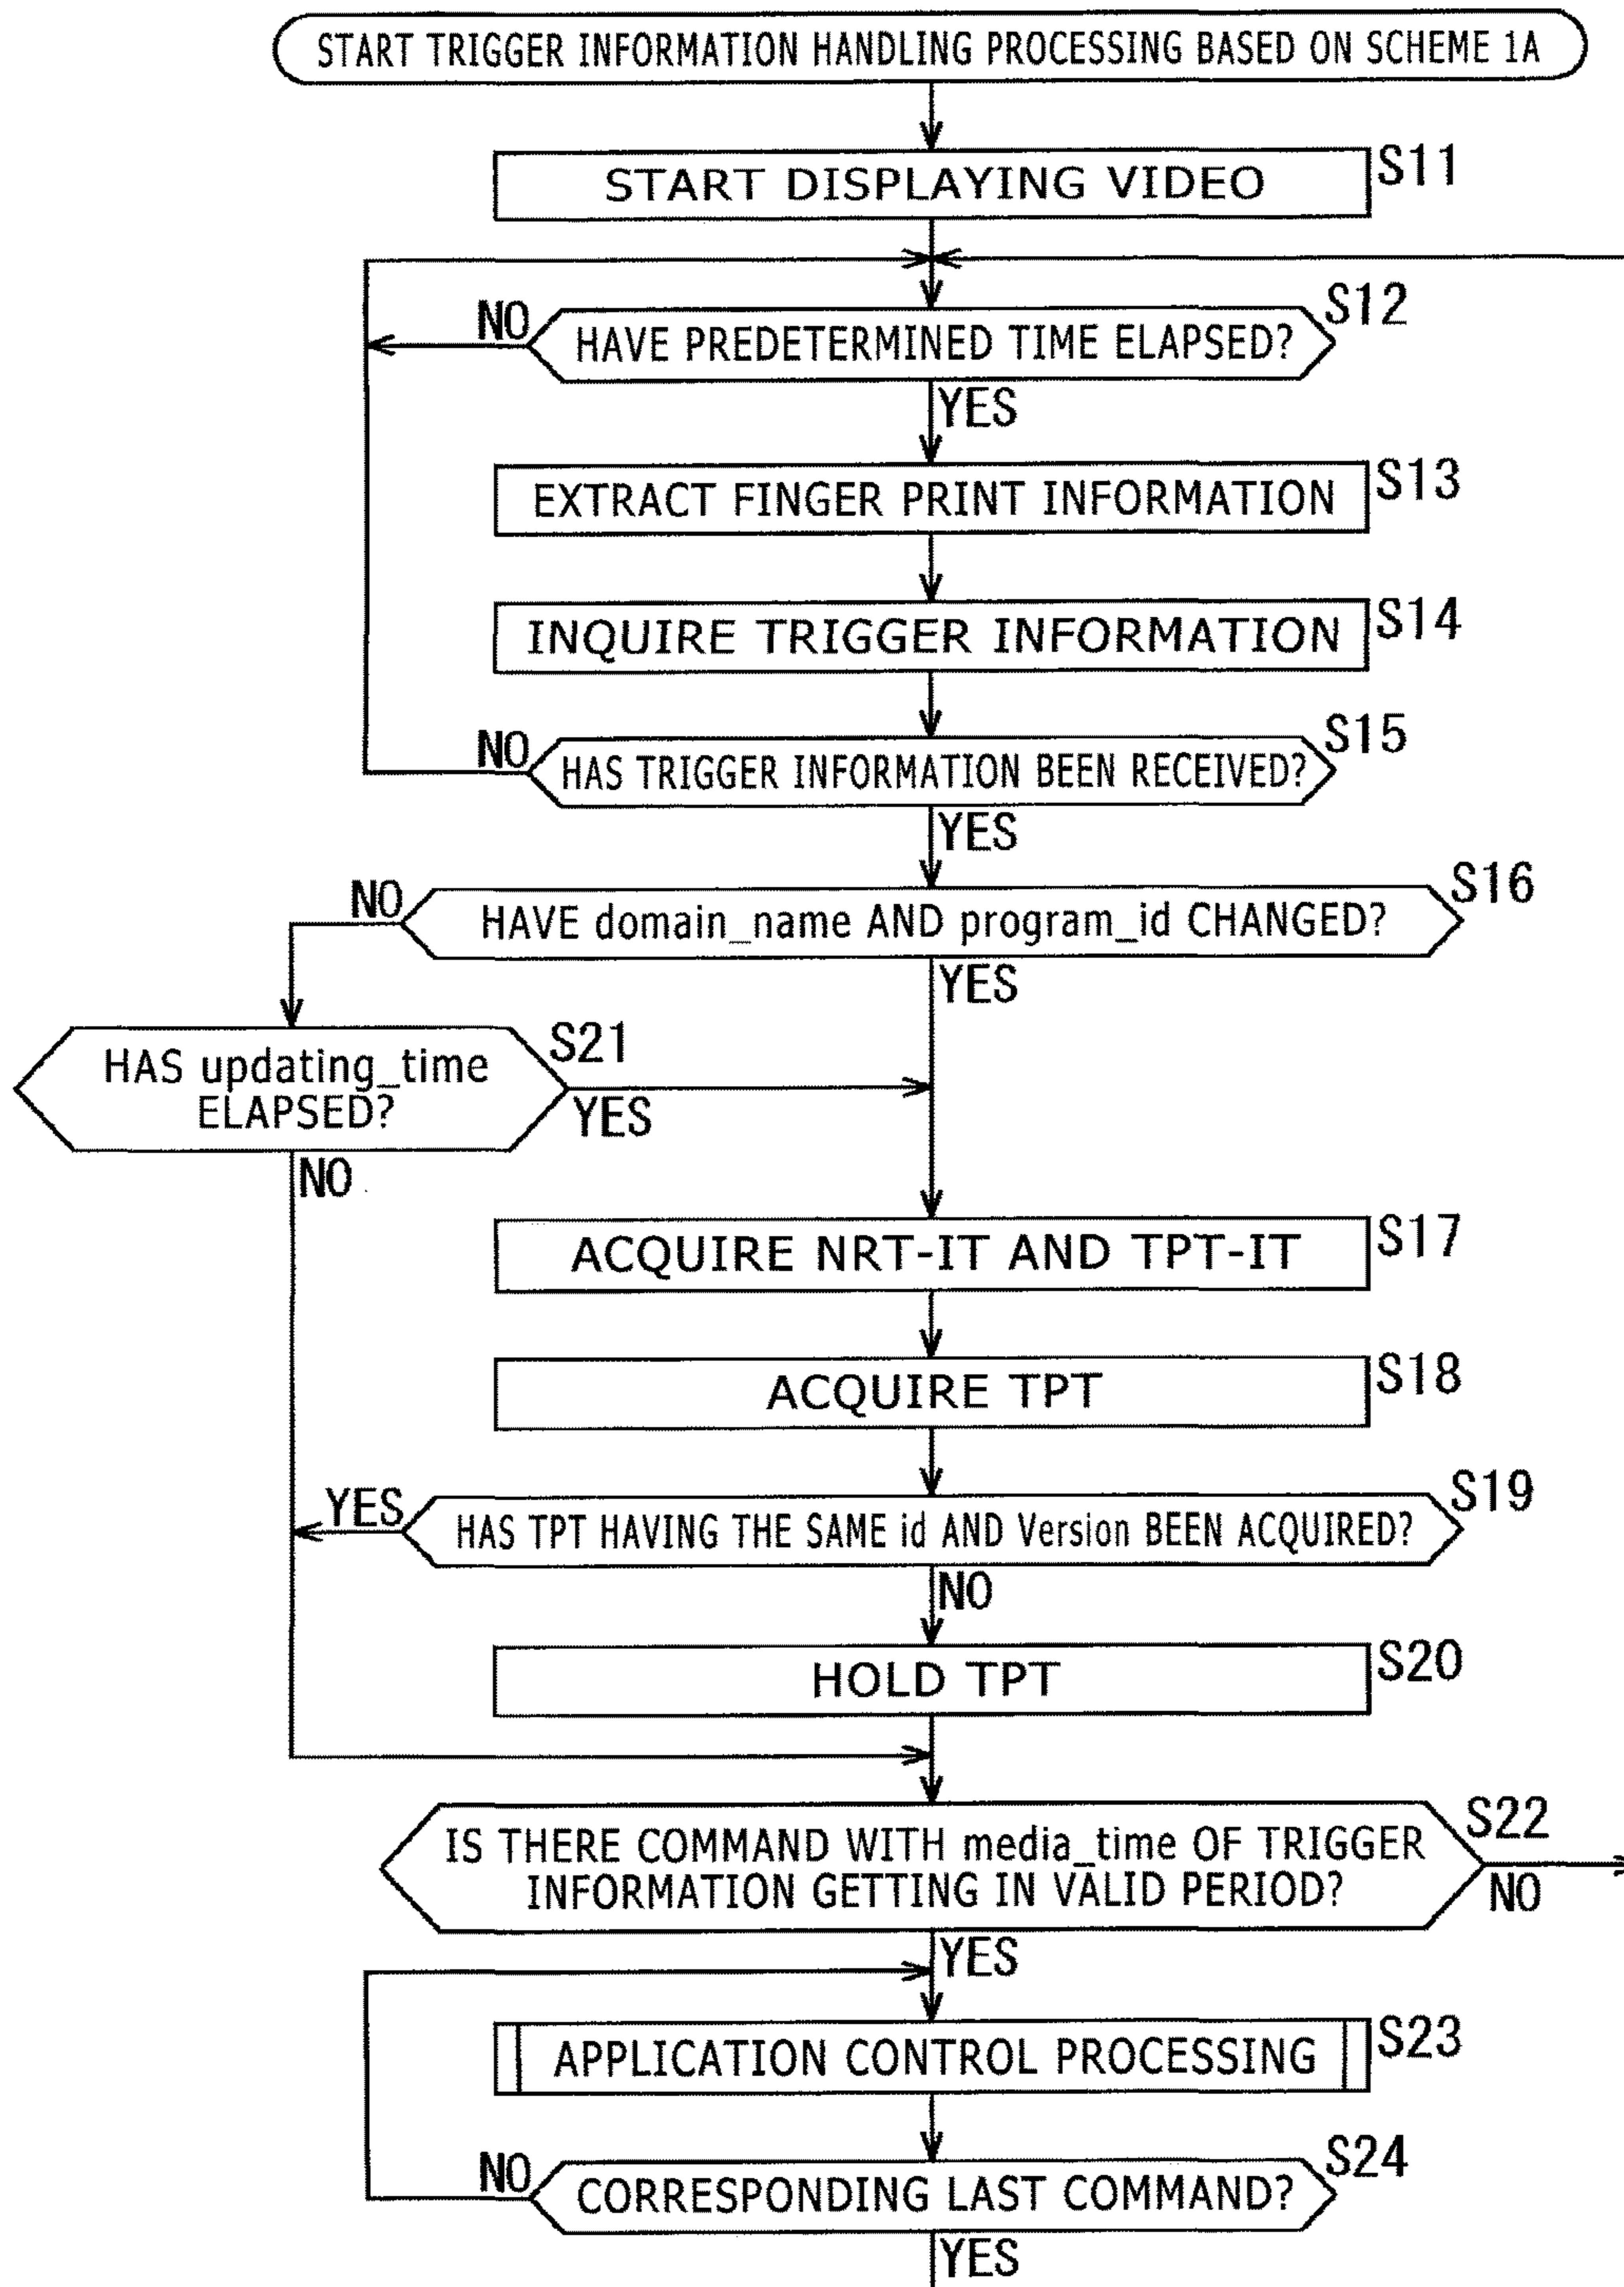 START TRIGGER INFORMATION HANDLING PROCESSING BASED ON SCHEME 1A
START DISPLAYING VIDEO
S11
HAVE PREDETERMINED TIME ELAPSED?
S12
NO
YES
EXTRACT FINGER PRINT INFORMATION
S13
INQUIRE TRIGGER INFORMATION
S14
HAS TRIGGER INFORMATION BEEN RECEIVED?
S15
NO
YES
HAVE domain_name AND program_id CHANGED?
S16
NO
YES
HAS updating_time
ELAPSED?
S21
YES
NO
ACQUIRE NRT-IT AND TPT-IT
S17
ACQUIRE TPT
S18
HAS TPT HAVING THE SAME id AND Version BEEN ACQUIRED?
S19
YES
NO
HOLD TPT
S20
IS THERE COMMAND WITH media_time OF TRIGGER
INFORMATION GETTING IN VALID PERIOD?
S22
NO
YES
APPLICATION CONTROL PROCESSING
S23
CORRESPONDING LAST COMMAND?
S24
NO
YES